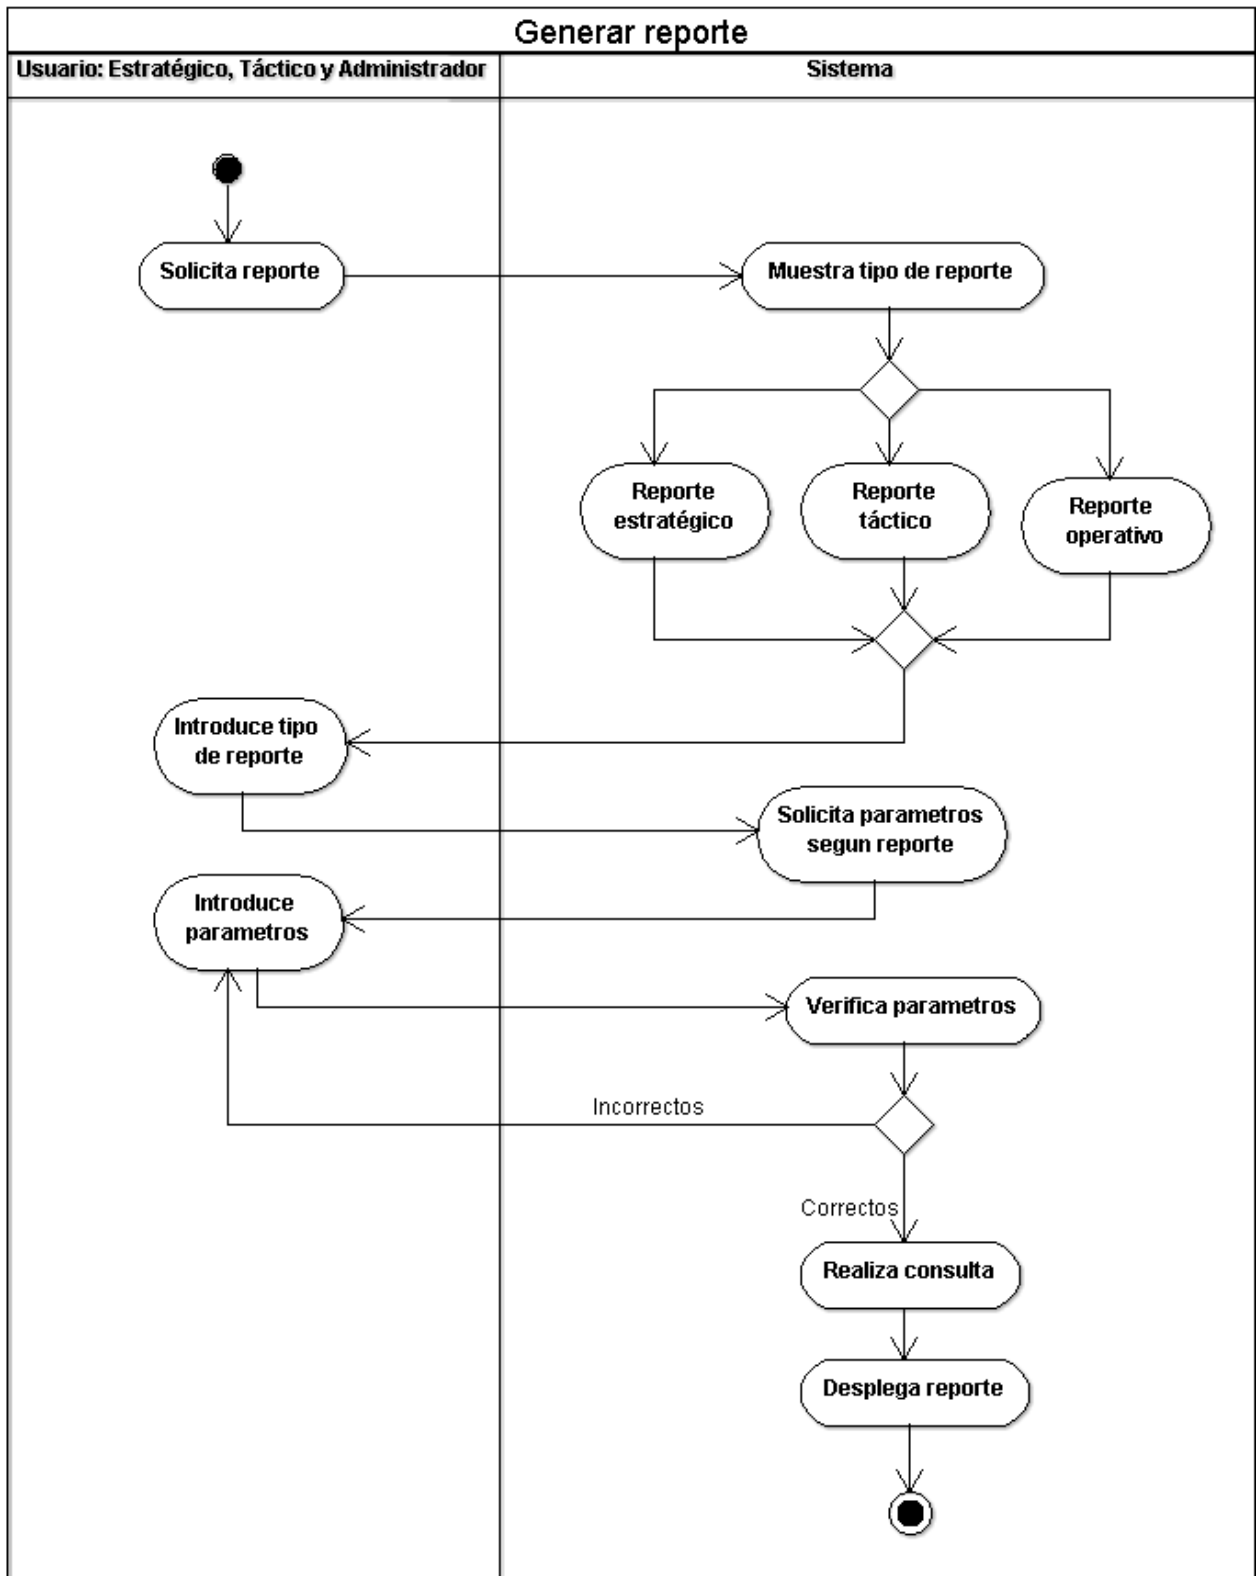 Generar reporte
Usuario: Estratégico, Táctico y Administrador
Sistema
Solicita reporte
Muestra tipo de reporte
Reporte
estratégico
Reporte
táctico
Reporte
operativo
Introduce tipo
de reporte
Solicita parametros
segun reporte
Introduce
parametros
Verifica parametros
Incorrectos
Correctos
Realiza consulta
Desplega reporte